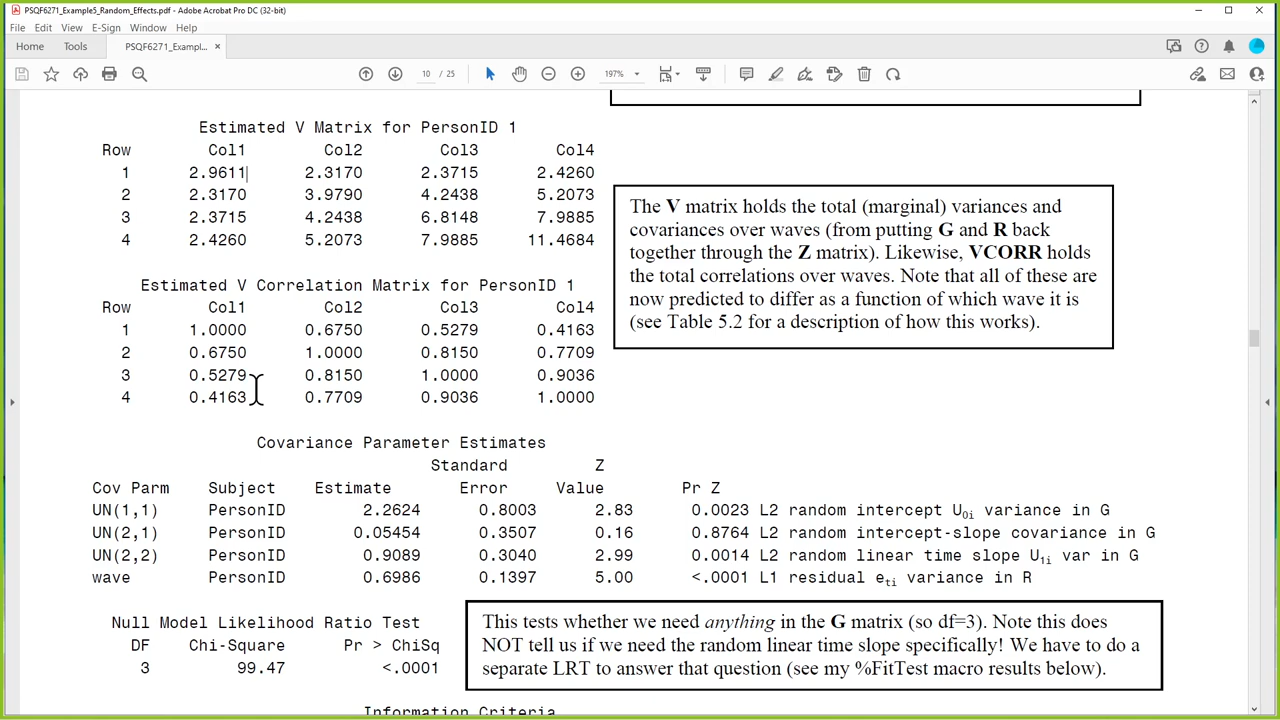 PSQF6271_Example5_Random_Effects.pdf - Adobe Acrobat Pro DC (32-bit)
File Edit View E-Sign Window Help
Home Tools PSQF6271_Exampl... ×
10 / 25 197%
Estimated V Matrix for PersonID 1
Row Col1 Col2 Col3 Col4
1 2.9611 2.3170 2.3715 2.4260
2 2.3170 3.9790 4.2438 5.2073
3 2.3715 4.2438 6.8148 7.9885
4 2.4260 5.2073 7.9885 11.4684
The V matrix holds the total (marginal) variances and
covariances over waves (from putting G and R back
together through the Z matrix). Likewise, VCORR holds
the total correlations over waves. Note that all of these are
now predicted to differ as a function of which wave it is
(see Table 5.2 for a description of how this works).
Estimated V Correlation Matrix for PersonID 1
Row Col1 Col2 Col3 Col4
1 1.0000 0.6750 0.5279 0.4163
2 0.6750 1.0000 0.8150 0.7709
3 0.5279 0.8150 1.0000 0.9036
4 0.4163 0.7709 0.9036 1.0000
Covariance Parameter Estimates
Standard Z
Cov Parm Subject Estimate Error Value Pr Z
UN(1,1) PersonID 2.2624 0.8003 2.83 0.0023 L2 random intercept U0i variance in G
UN(2,1) PersonID 0.05454 0.3507 0.16 0.8764 L2 random intercept-slope covariance in G
UN(2,2) PersonID 0.9089 0.3040 2.99 0.0014 L2 random linear time slope U1i var in G
wave PersonID 0.6986 0.1397 5.00 <.0001 L1 residual eti variance in R
Null Model Likelihood Ratio Test
DF Chi-Square Pr > ChiSq
3 99.47 <.0001
This tests whether we need anything in the G matrix (so df=3). Note this does
NOT tell us if we need the random linear time slope specifically! We have to do a
separate LRT to answer that question (see my %FitTest macro results below).
Information Criteria